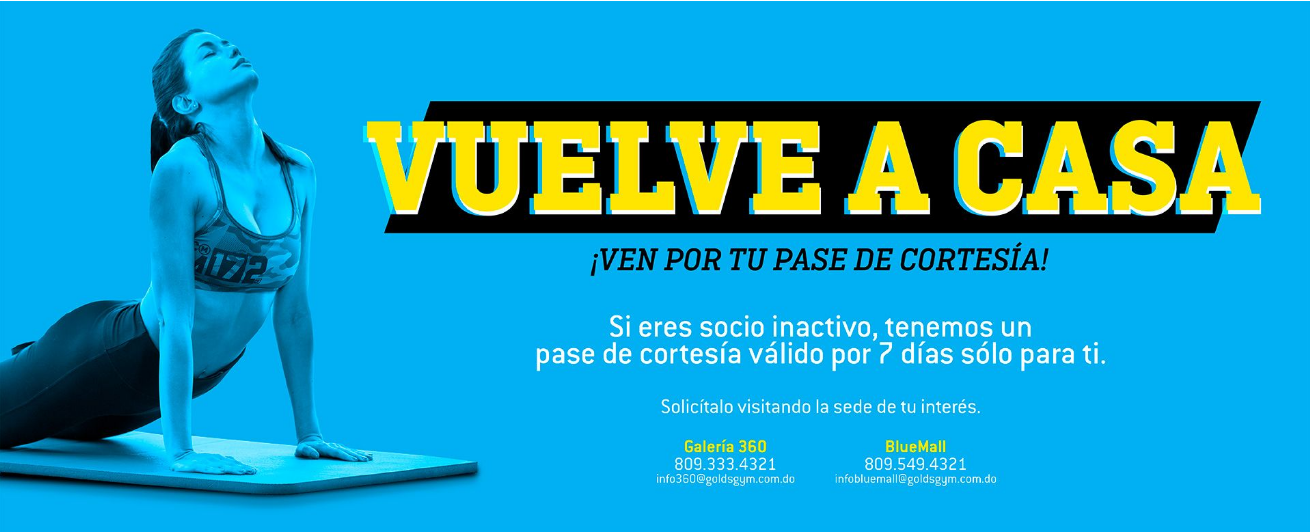 VUELVE A CASA
¡VEN POR TU PASE DE CORTESÍA!
Si eres socio inactivo, tenemos un
pase de cortesía válido por 7 días sólo para ti.
Solicítalo visitando la sede de tu interés.
Galería 360
809.333.4321
info360@goldsgym.com.do
BlueMall
809.549.4321
infobluemall@goldsgym.com.do
172